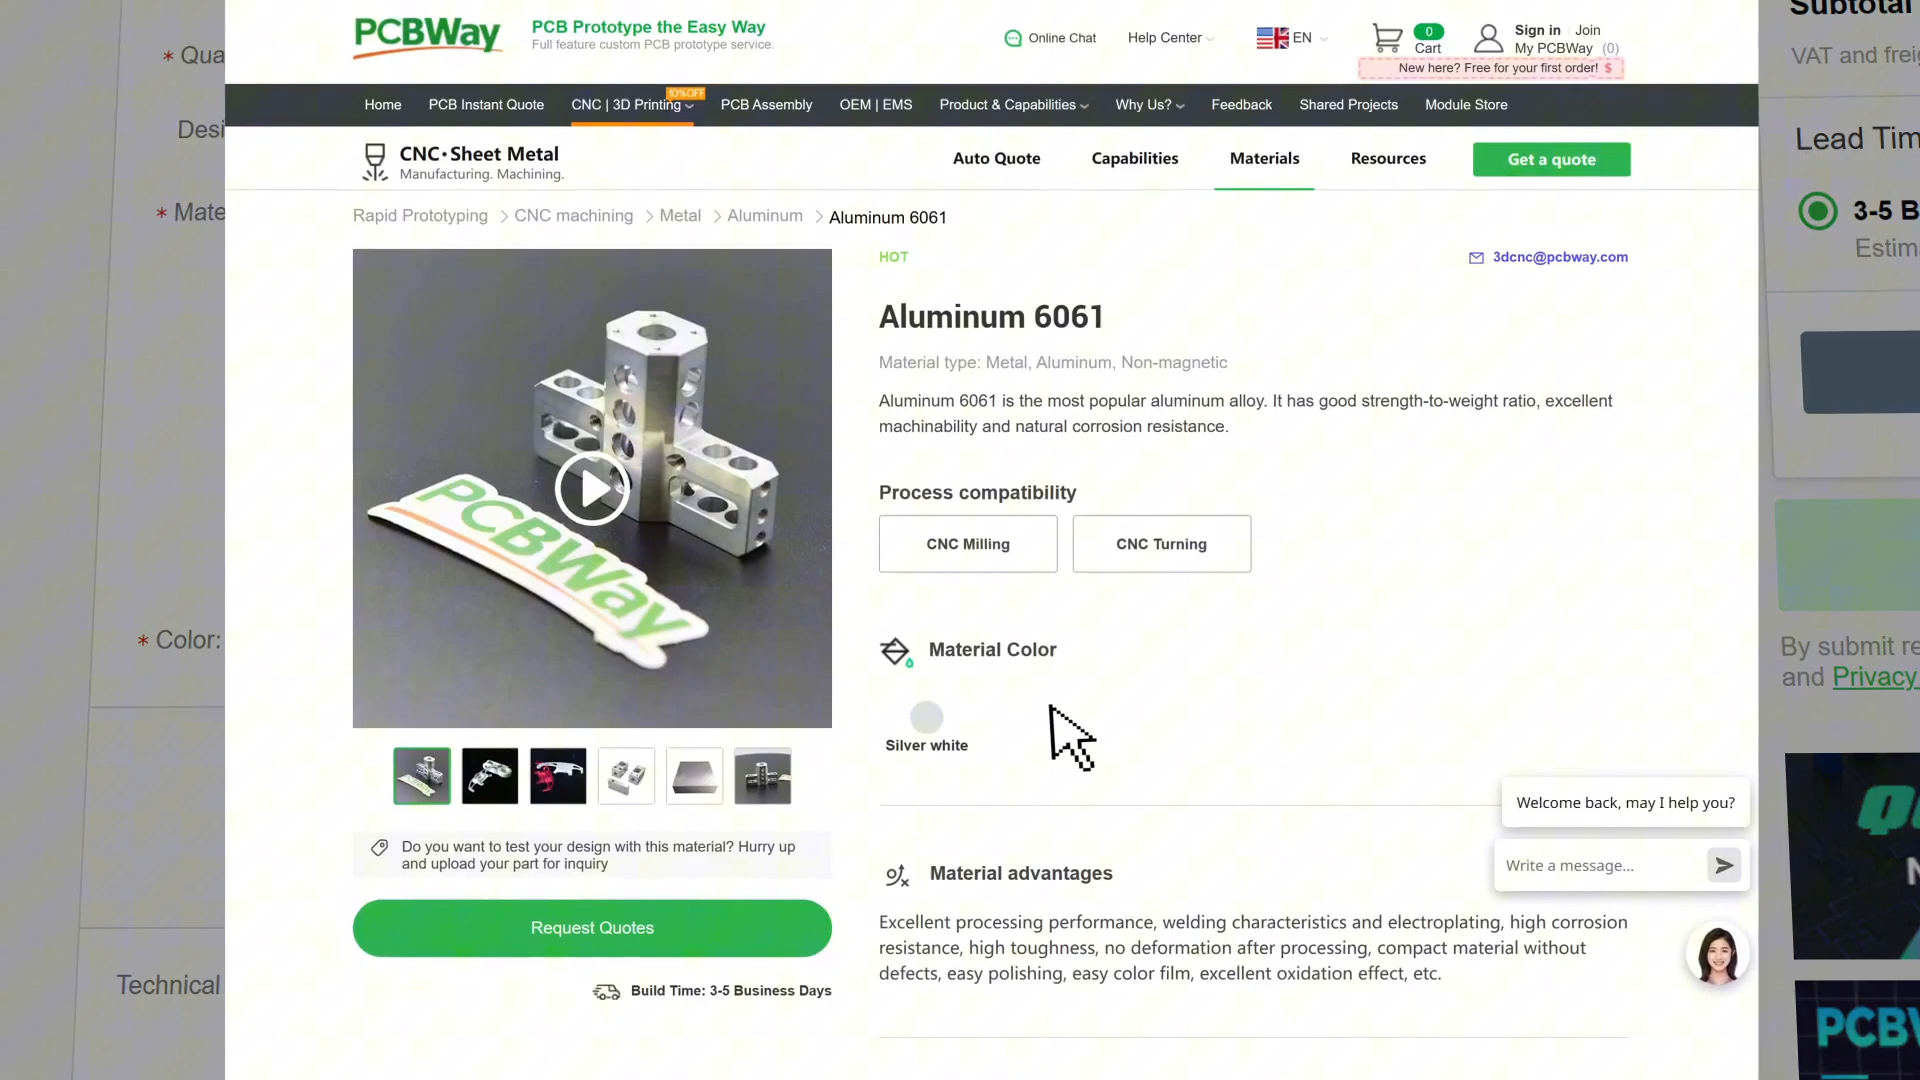 PCBWay
PCB Prototype the Easy Way
Full feature custom PCB prototype service.
Online Chat
Help Center
EN
0
Cart
Sign in
Join
My PCBWay (0)
New here? Free for your first order! $
Home
PCB Instant Quote
CNC | 3D Printing
10%OFF
PCB Assembly
OEM | EMS
Product & Capabilities
Why Us?
Feedback
Shared Projects
Module Store
CNC·Sheet Metal
Manufacturing. Machining.
Auto Quote
Capabilities
Materials
Resources
Get a quote
Rapid Prototyping > CNC machining > Metal > Aluminum > Aluminum 6061
PCBWay
HOT
3dcnc@pcbway.com
Aluminum 6061
Material type: Metal, Aluminum, Non-magnetic
Aluminum 6061 is the most popular aluminum alloy. It has good strength-to-weight ratio, excellent
machinability and natural corrosion resistance.
Process compatibility
CNC Milling
CNC Turning
Material Color
Silver white
Do you want to test your design with this material? Hurry up
and upload your part for inquiry
Request Quotes
Build Time: 3-5 Business Days
Material advantages
Excellent processing performance, welding characteristics and electroplating, high corrosion
resistance, high toughness, no deformation after processing, compact material without
defects, easy polishing, easy color film, excellent oxidation effect, etc.
Welcome back, may I help you?
Write a message...
* Qua
Desi
* Mate
* Color:
Technical
Subtotal
VAT and frei
Lead Tim
3-5 B
Estim
By submit re
and Privacy
PCBW